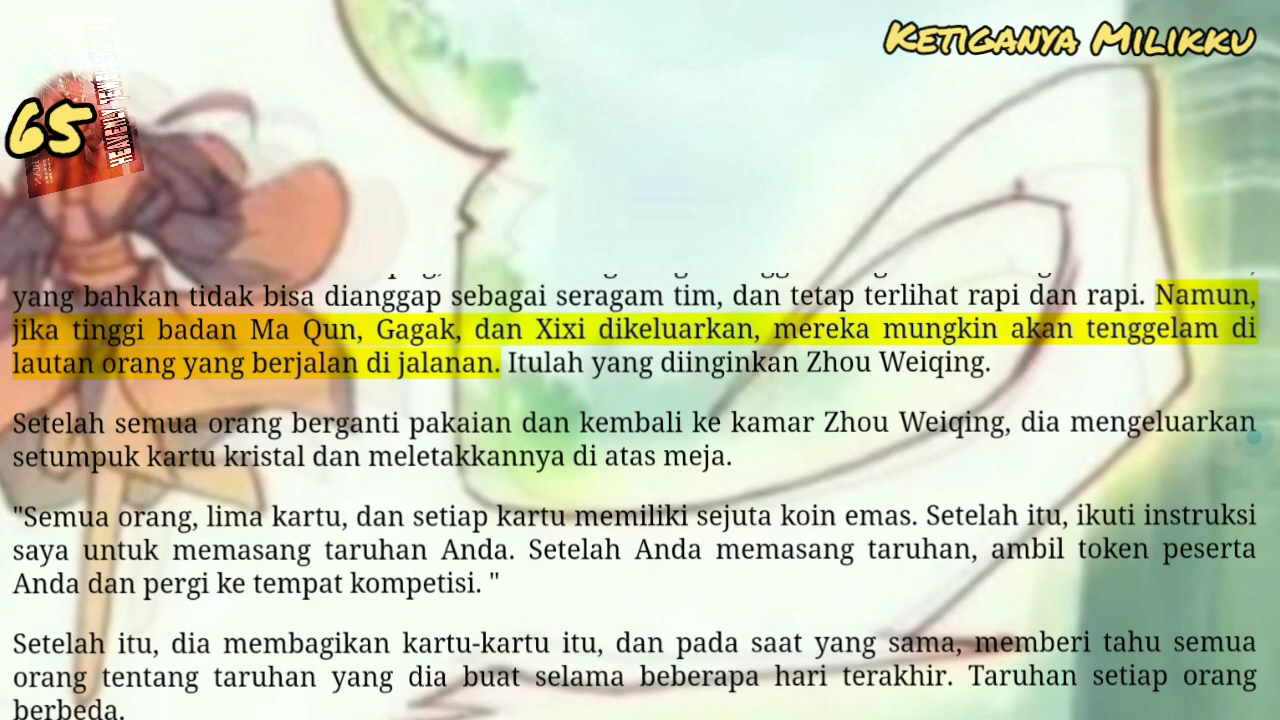 Ketiganya Milikku
65
yang bahkan tidak bisa dianggap sebagai seragam tim, dan tetap terlihat rapi dan rapi. Namun,
jika tinggi badan Ma Qun, Gagak, dan Xixi dikeluarkan, mereka mungkin akan tenggelam di
lautan orang yang berjalan di jalanan. Itulah yang diinginkan Zhou Weiqing.
Setelah semua orang berganti pakaian dan kembali ke kamar Zhou Weiqing, dia mengeluarkan
setumpuk kartu kristal dan meletakkannya di atas meja.
"Semua orang, lima kartu, dan setiap kartu memiliki sejuta koin emas. Setelah itu, ikuti instruksi
saya untuk memasang taruhan Anda. Setelah Anda memasang taruhan, ambil token peserta
Anda dan pergi ke tempat kompetisi. "
Setelah itu, dia membagikan kartu-kartu itu, dan pada saat yang sama, memberi tahu semua
orang tentang taruhan yang dia buat selama beberapa hari terakhir. Taruhan setiap orang
berbeda.